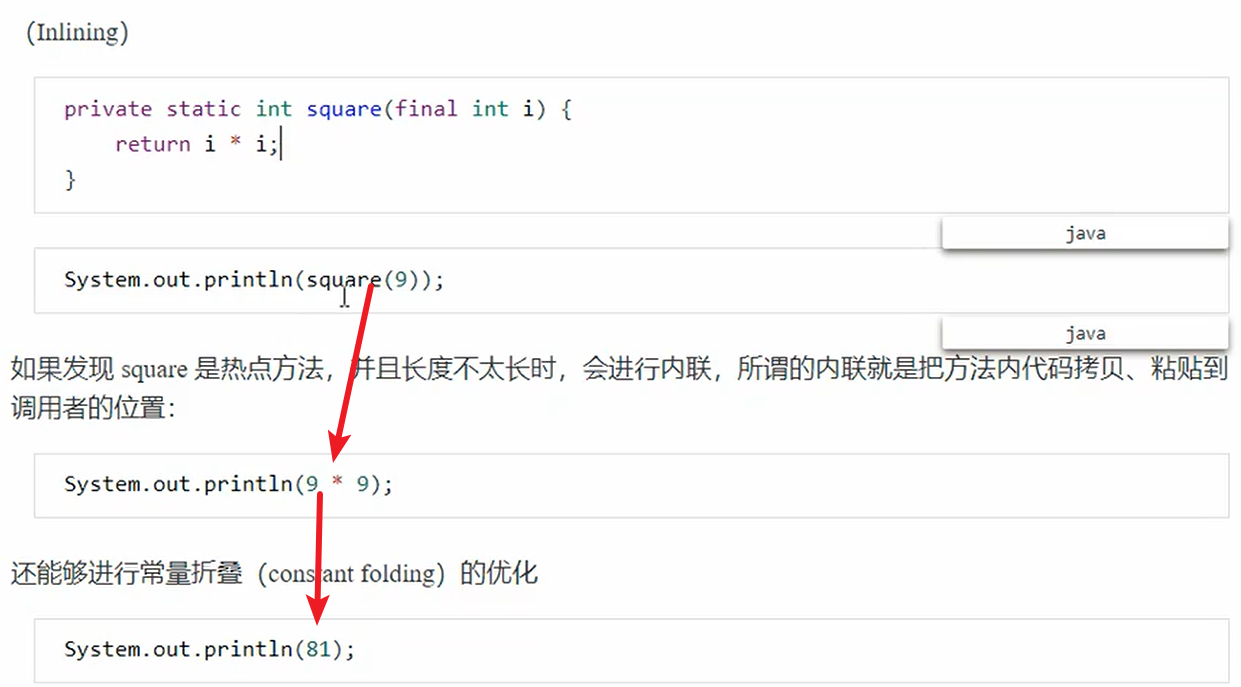 (Inlining)
private static int square(final int i) {
return i * i;
}
java
System.out.println(square(9));
java
如果发现 square 是热点方法，并且长度不太长时，会进行内联，所谓的内联就是把方法内代码拷贝、粘贴到
调用者的位置：
System.out.println(9 * 9);
还能够进行常量折叠（constant folding）的优化
System.out.println(81);